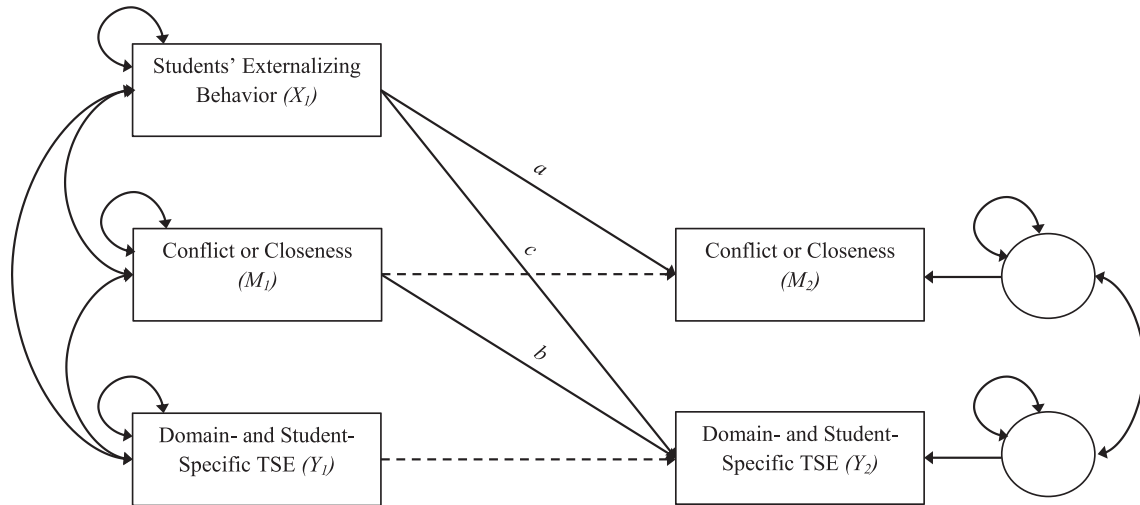 Students’ Externalizing
Behavior (X1)
a
Conflict or Closeness
(M1)
c
Conflict or Closeness
(M2)
b
Domain- and Student-
Specific TSE (Y1)
Domain- and Student-
Specific TSE (Y2)